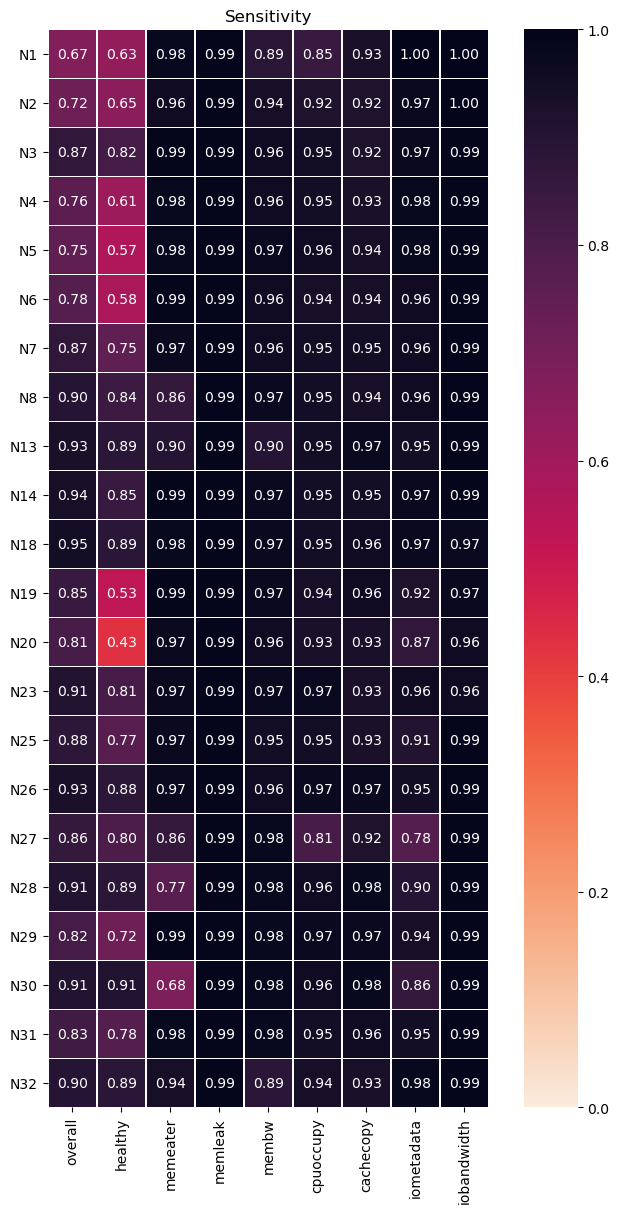 Sensitivity
N1 0.67 0.63 0.98 0.99 0.89 0.85 0.93 1.00 1.00
N2 0.72 0.65 0.96 0.99 0.94 0.92 0.92 0.97 1.00
N3 0.87 0.82 0.99 0.99 0.96 0.95 0.92 0.97 0.99
N4 0.76 0.61 0.98 0.99 0.96 0.95 0.93 0.98 0.99
N5 0.75 0.57 0.98 0.99 0.97 0.96 0.94 0.98 0.99
N6 0.78 0.58 0.99 0.99 0.96 0.94 0.94 0.96 0.99
N7 0.87 0.75 0.97 0.99 0.96 0.95 0.95 0.96 0.99
N8 0.90 0.84 0.86 0.99 0.97 0.95 0.94 0.96 0.99
N13 0.93 0.89 0.90 0.99 0.90 0.95 0.97 0.95 0.99
N14 0.94 0.85 0.99 0.99 0.97 0.95 0.95 0.97 0.99
N18 0.95 0.89 0.98 0.99 0.97 0.95 0.96 0.97 0.97
N19 0.85 0.53 0.99 0.99 0.97 0.94 0.96 0.92 0.97
N20 0.81 0.43 0.97 0.99 0.96 0.93 0.93 0.87 0.96
N23 0.91 0.81 0.97 0.99 0.97 0.97 0.93 0.96 0.96
N25 0.88 0.77 0.97 0.99 0.95 0.95 0.93 0.91 0.99
N26 0.93 0.88 0.97 0.99 0.96 0.97 0.97 0.95 0.99
N27 0.86 0.80 0.86 0.99 0.98 0.81 0.92 0.78 0.99
N28 0.91 0.89 0.77 0.99 0.98 0.96 0.98 0.90 0.99
N29 0.82 0.72 0.99 0.99 0.98 0.97 0.97 0.94 0.99
N30 0.91 0.91 0.68 0.99 0.98 0.96 0.98 0.86 0.99
N31 0.83 0.78 0.98 0.99 0.98 0.95 0.96 0.95 0.99
N32 0.90 0.89 0.94 0.99 0.89 0.94 0.93 0.98 0.99
overall healthy memeater memleak membw cpuoccupy cachecopy iometadata iobandwidth
1.0
0.8
0.6
0.4
0.2
0.0